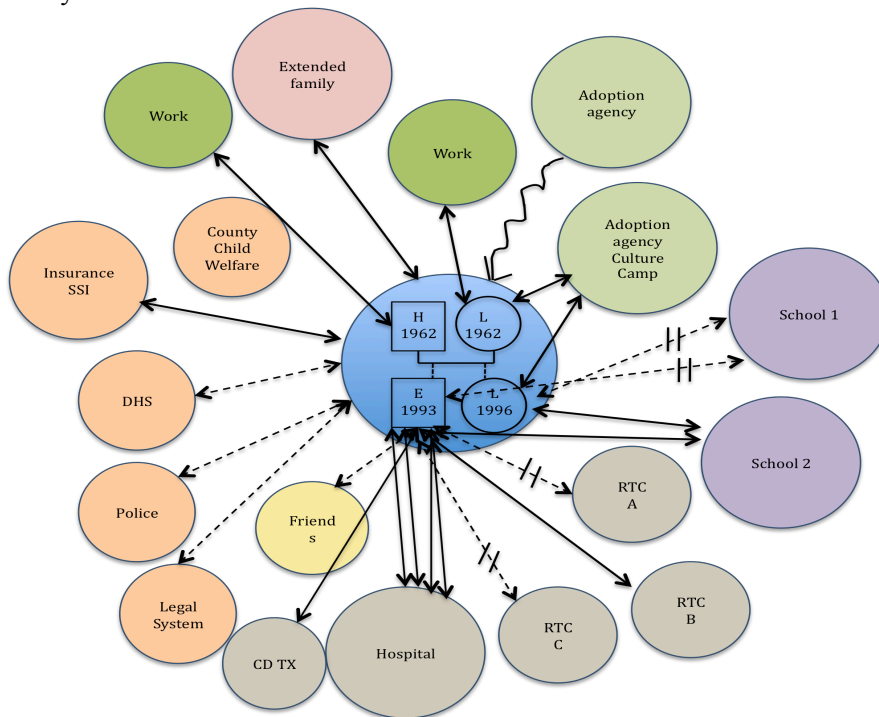 y
Extended
family
Adoption
agency
Work
Work
Adoption
agency
Culture
Camp
County
Child
Welfare
Insurance
SSI
School 1
H
1962
L
1962
E
1993
L
1996
DHS
School 2
RTC
A
Police
Friend
s
Legal
System
RTC
B
RTC
C
CD TX
Hospital